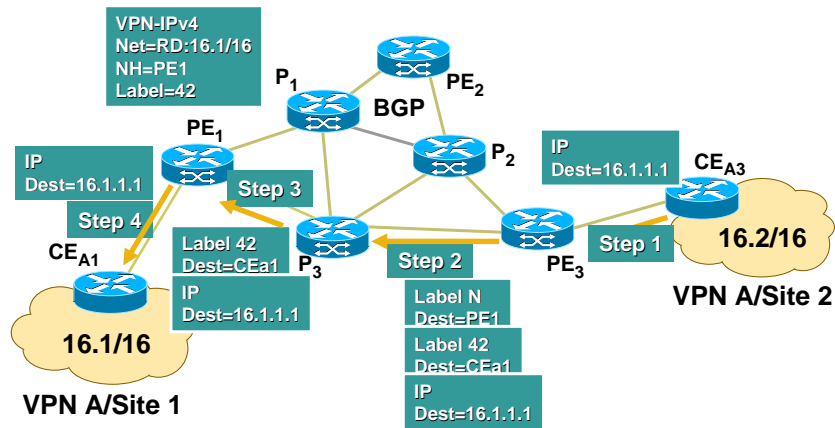 VPN-IPv4
Net=RD:16.1/16
NH=PE1
Label=42
P1
BGP
PE2
PE1
P2
IP
Dest=16.1.1.1
Step 4
Step 3
IP
Dest=16.1.1.1
CEA3
CEA1
Label 42
Dest=CEa1
IP
Dest=16.1.1.1
P3
Step 2
PE3
Step 1
16.2/16
VPN A/Site 2
Label N
Dest=PE1
Label 42
Dest=CEa1
IP
Dest=16.1.1.1
16.1/16
VPN A/Site 1